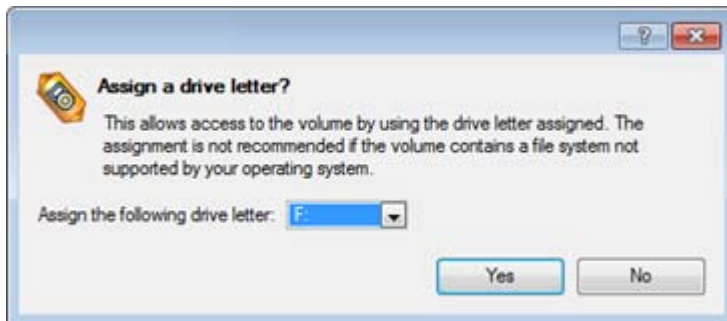 Assign a drive letter?
This allows access to the volume by using the drive letter assigned. The
assignment is not recommended if the volume contains a file system not
supported by your operating system.
Assign the following drive letter: F:
Yes No